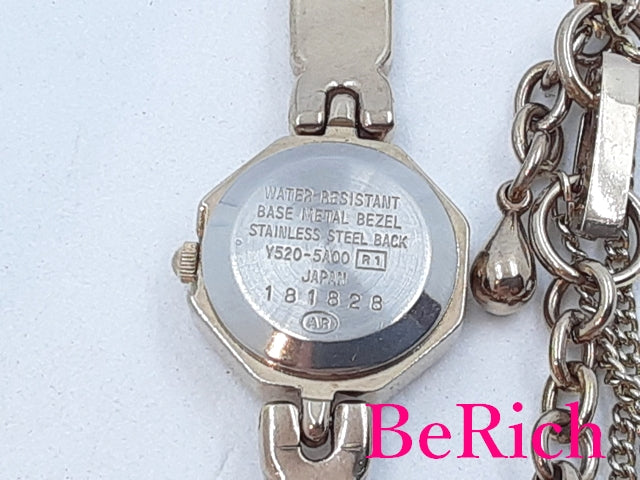 WATER RESISTANT
BASE METAL BEZEL
STAINLESS STEEL BACK
Y520-5A00 R1
JAPAN
181828
AR
BeRich